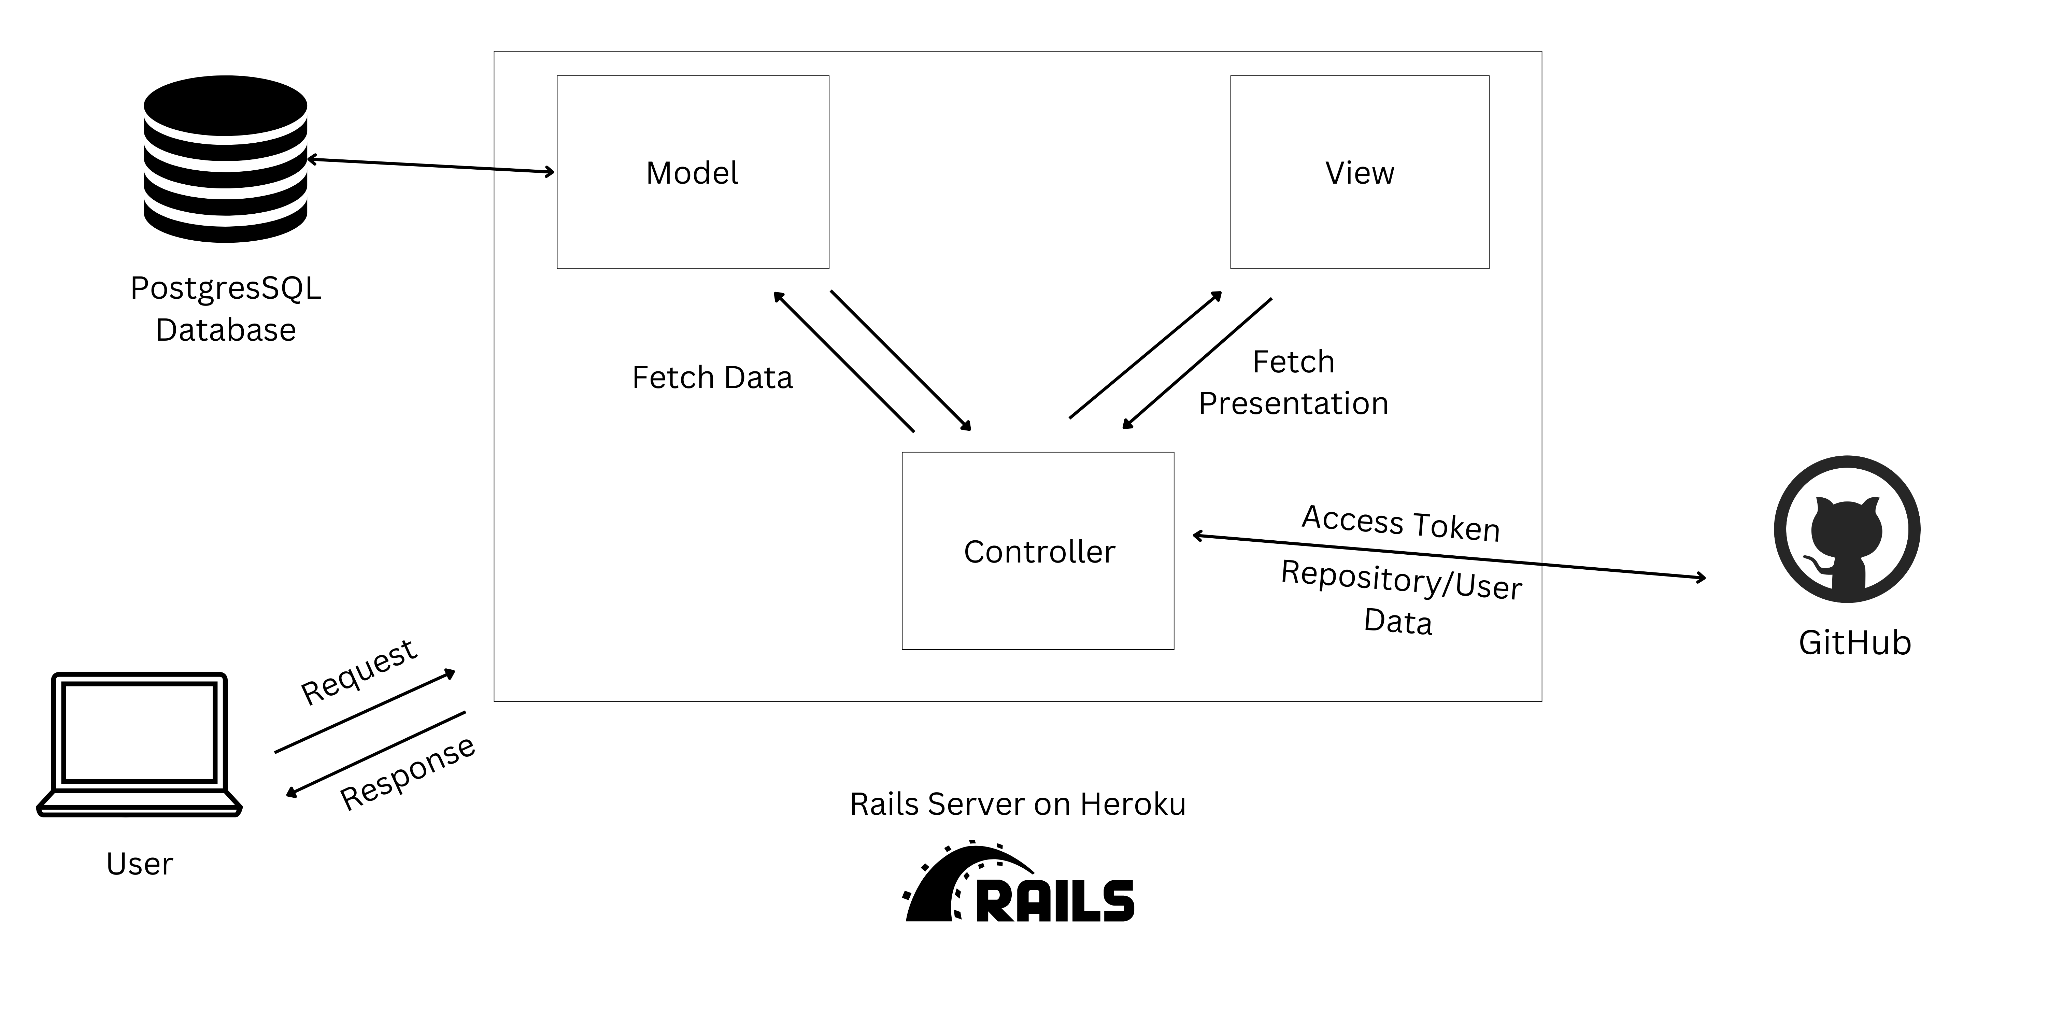 Model
View
PostgresSQL
Database
Fetch Data
Fetch
Presentation
Controller
Access Token
Repository/User
Data
GitHub
Request
Response
User
Rails Server on Heroku
RAILS